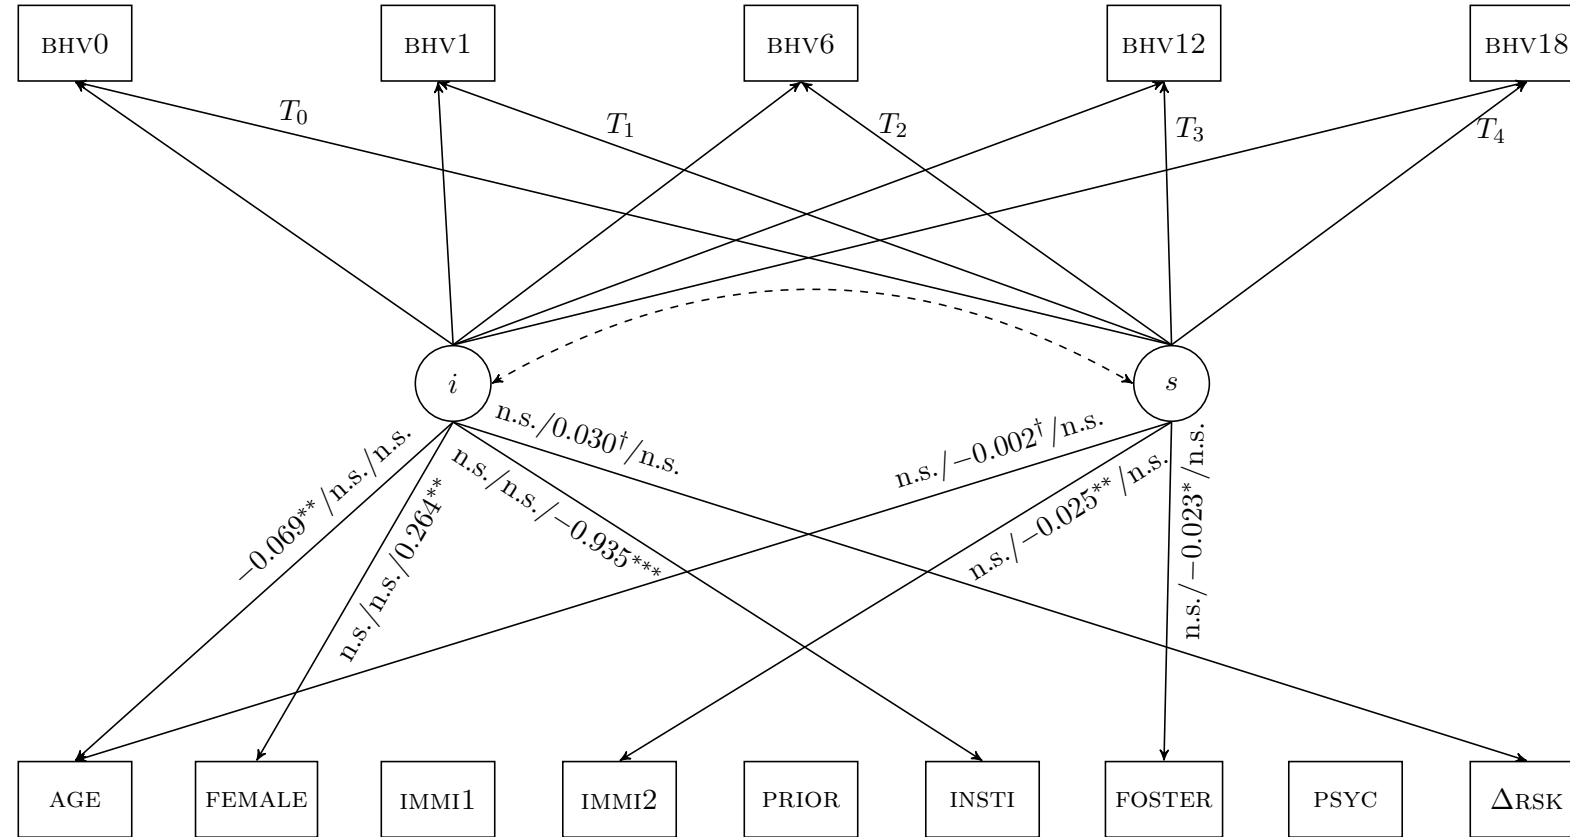 BHV0 BHV1 BHV6 BHV12 BHV18
T₀ T₁ T₂ T₃ T₄
i s
−0.069**/n.s./n.s.
n.s./n.s./0.264**
n.s./n.s./−0.935***
n.s./0.030†/n.s.
n.s./−0.002†/n.s.
n.s./−0.025**/n.s.
n.s./−0.023*/n.s.
AGE FEMALE IMMI1 IMMI2 PRIOR INSTI FOSTER PSYC ΔRSK